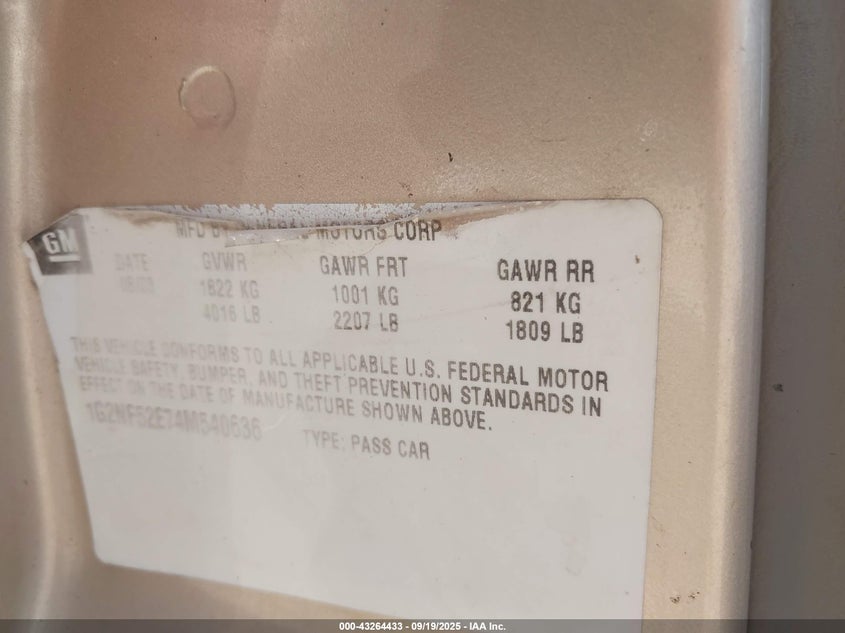 GM
MFD BY GENERAL MOTORS CORP
DATE GVWR GAWR FRT GAWR RR
1822 KG 1001 KG 821 KG
4016 LB 2207 LB 1809 LB
THIS VEHICLE CONFORMS TO ALL APPLICABLE U.S. FEDERAL MOTOR
VEHICLE SAFETY, BUMPER, AND THEFT PREVENTION STANDARDS IN
EFFECT ON THE DATE OF MANUFACTURE SHOWN ABOVE.
1G2NF52E74M540636 TYPE: PASS CAR
000-43264433 - 09/19/2025 - IAA Inc.